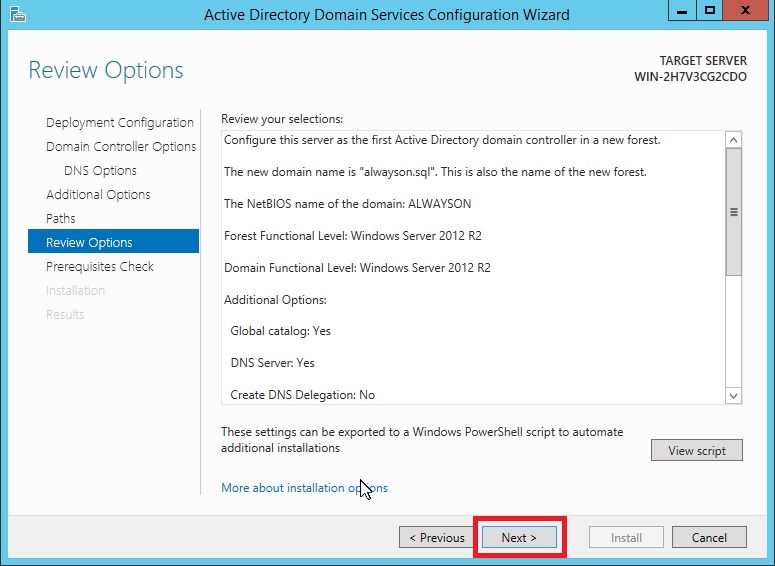 Active Directory Domain Services Configuration Wizard
Review Options
TARGET SERVER
WIN-2H7V3CG2CDO
Deployment Configuration
Domain Controller Options
DNS Options
Additional Options
Paths
Review Options
Prerequisites Check
Installation
Results
Review your selections:
Configure this server as the first Active Directory domain controller in a new forest.
The new domain name is "alwayson.sql". This is also the name of the new forest.
The NetBIOS name of the domain: ALWAYSON
Forest Functional Level: Windows Server 2012 R2
Domain Functional Level: Windows Server 2012 R2
Additional Options:
Global catalog: Yes
DNS Server: Yes
Create DNS Delegation: No
These settings can be exported to a Windows PowerShell script to automate
additional installations
View script
More about installation options
< Previous
Next >
Install
Cancel